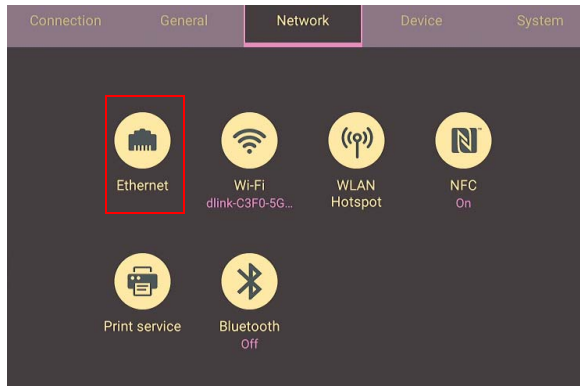 Connection General Network Device System
Ethernet Wi-Fi WLAN NFC
dlink-C3F0-5G... Hotspot On
Print service Bluetooth
Off